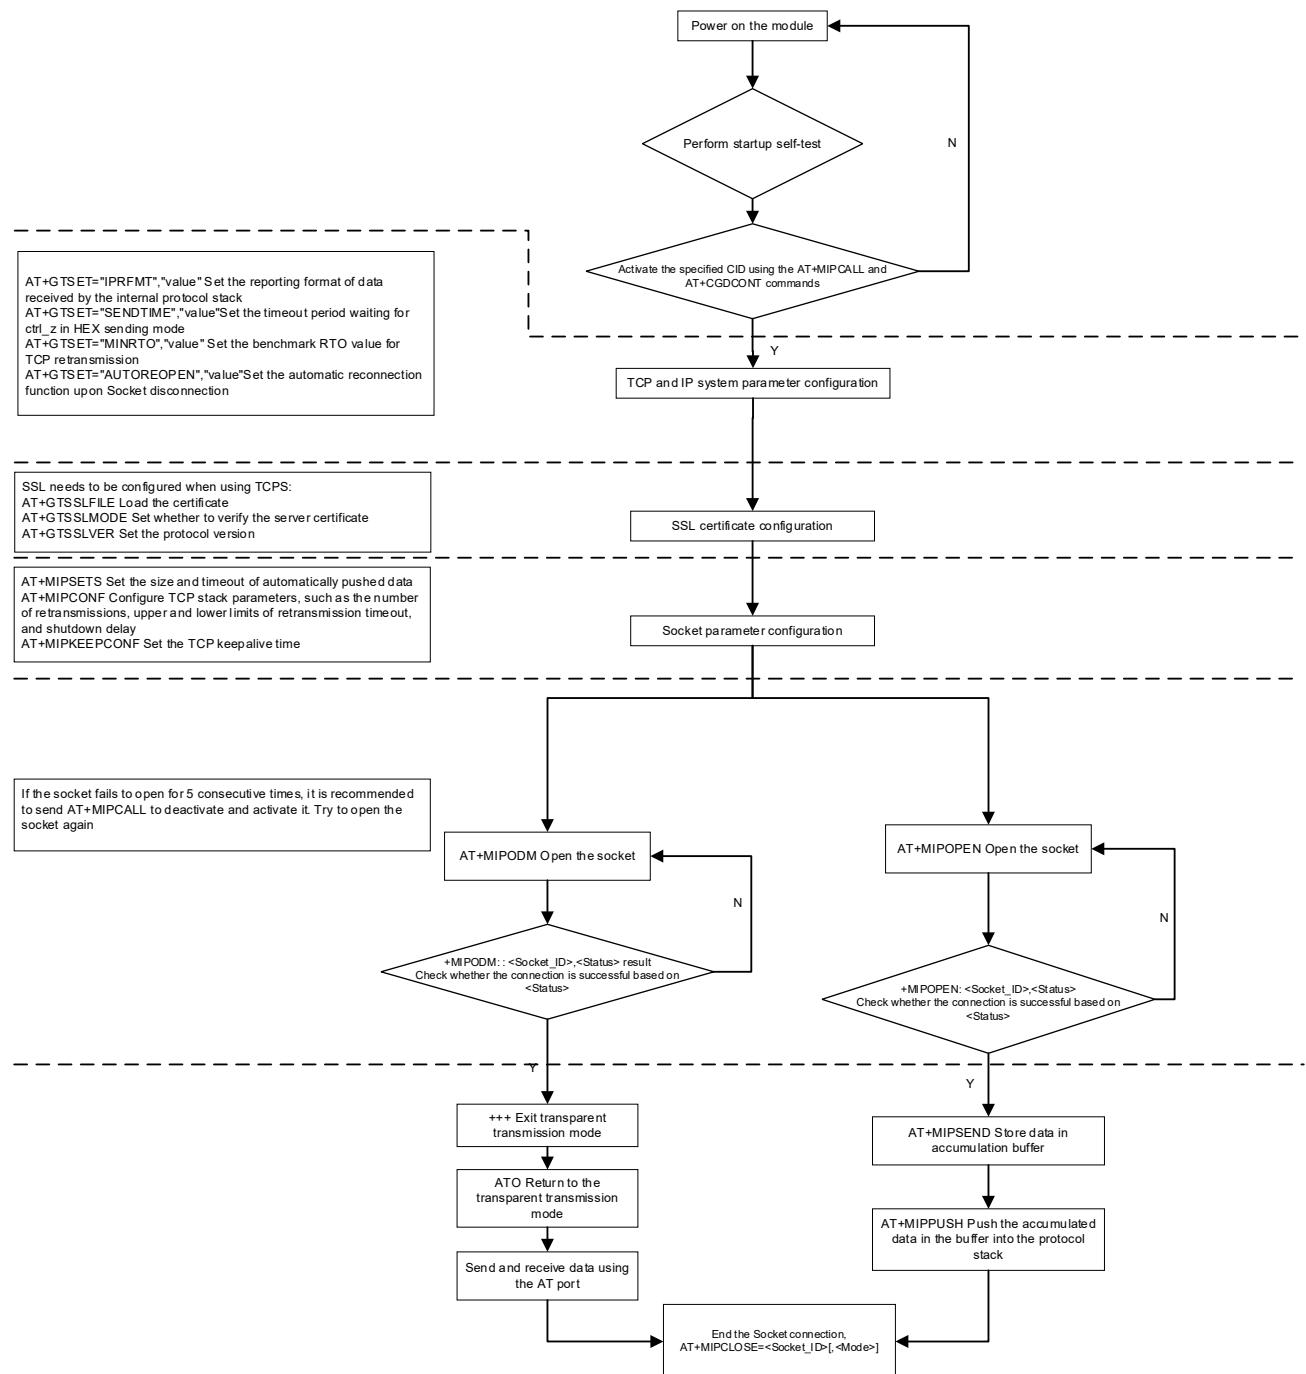 Power on the module
Perform startup self-test
N
Activate the specified CID using the AT+MIPCALL and
AT+CGDCONT commands
AT+GTSET="IPRFMT","value" Set the reporting format of data
received by the internal protocol stack
AT+GTSET="SENDTIME","value"Set the timeout period waiting for
ctrl_z in HEX sending mode
AT+GTSET="MINRTO","value" Set the benchmark RTO value for
TCP retransmission
AT+GTSET="AUTOREOPEN","value"Set the automatic reconnection
function upon Socket disconnection
Y
TCP and IP system parameter configuration
SSL needs to be configured when using TCPS:
AT+GTSSLFILE Load the certificate
AT+GTSSLMODE Set whether to verify the server certificate
AT+GTSSLVER Set the protocol version
SSL certificate configuration
AT+MIPSETS Set the size and timeout of automatically pushed data
AT+MIPCONF Configure TCP stack parameters, such as the number
of retransmissions, upper and lower limits of retransmission timeout,
and shutdown delay
AT+MIPKEEPCONF Set the TCP keepalive time
Socket parameter configuration
If the socket fails to open for 5 consecutive times, it is recommended
to send AT+MIPCALL to deactivate and activate it. Try to open the
socket again
AT+MIPODM Open the socket
N
+MIPODM: : <Socket_ID>,<Status> result
Check whether the connection is successful based on
<Status>
Y
+++ Exit transparent
transmission mode
ATO Return to the
transparent transmission
mode
Send and receive data using
the AT port
AT+MIPOPEN Open the socket
N
+MIPOPEN: <Socket_ID>,<Status>
Check whether the connection is successful based on
<Status>
Y
AT+MIPSEND Store data in
accumulation buffer
AT+MIPPUSH Push the accumulated
data in the buffer into the protocol
stack
End the Socket connection,
AT+MIPCLOSE=<Socket_ID>[,<Mode>]